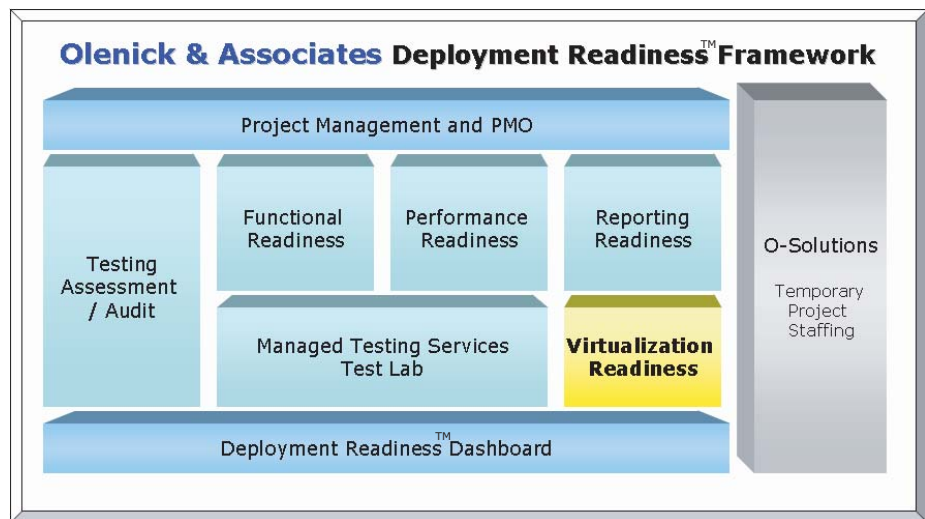 Olenick & Associates Deployment Readiness™ Framework
Project Management and PMO
Testing
Assessment
/ Audit
Functional
Readiness
Performance
Readiness
Reporting
Readiness
Managed Testing Services
Test Lab
Virtualization
Readiness
Deployment Readiness™ Dashboard
O-Solutions
Temporary
Project
Staffing